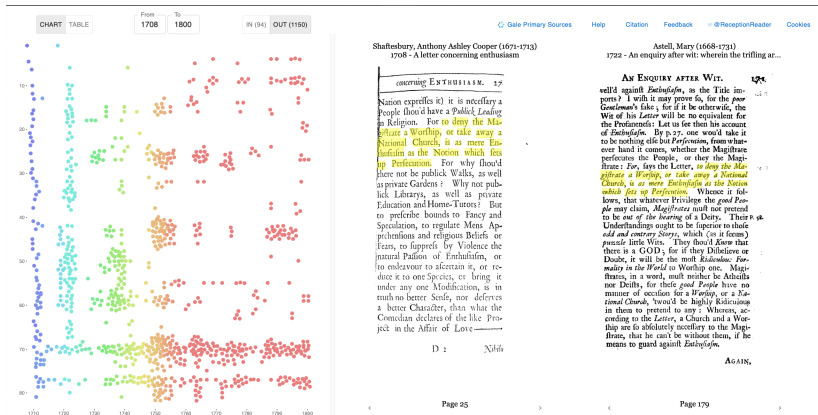 CHART TABLE
From
1708
To
1800
IN (94) OUT (1150)
Gale Primary Sources Help Citation Feedback @ReceptionReader Cookies
0
10
20
30
40
50
60
70
80
1710 1720 1730 1740 1750 1760 1770 1780 1790 1800
Shaftesbury, Anthony Ashley Cooper (1671-1713)
1708 - A letter concerning enthusiasm
concerning ENTHUSIASM. 27
Nation expresses it) it is necessary a
People shou'd have a Publick Leading
in Religion. For to deny the Ma-
gistrate a Worship, or take away a
National Church, is as mere En-
thusiasm as the Notion which sets
up Persecution. For why shou'd
there not be publick Walks, as well
as private Gardens? Why not pub-
lick Librarys, as well as private
Education and Home-Tutors? But
to prescribe bounds to Fancy and
Speculation, to regulate Mens Ap-
prehensions and religious Beliefs or
Fears, to suppress by Violence the
natural Passion of Enthusiasm, or
to endeavour to ascertain it, or re-
duce it to one Species, or bring it
under any one Modification, is in
truth no better Sense, nor deserves
a better Character, than what the
Comedian declares of the like Pro-
ject in the Affair of Love
D 2 Nihilo
Page 25
Astell, Mary (1668-1731)
1722 - An enquiry after wit: wherein the trifling ar...
AN ENQUIRY AFTER WIT.
vell'd against Enthusiasm, as the Title im-
ports? I wish it may prove so, for the poor
Gentleman's sake; for if it be otherwise, the
Wit of his Letter will be no equivalent for
the Profaneness: Let us see then his account
of Enthusiasm. By p. 27. one wou'd take it
to be nothing else but Persecution, from what-
ever hand it comes, whether the Magistrate
persecutes the People, or they the Magi-
strate: For, says the Letter, to deny the Ma-
gistrate a Worship, or take away a National
Church, is as mere Enthusiasm as the Notion
which sets up Persecution. Whence it fol-
lows, that whatever Privilege the good Peo-
ple may claim, Magistrates must not pretend
to be out of the hearing of a Deity. Their
Understandings ought to be superior to those
odd and contrary Storys, which (as it seems)
puzzle little Wits. They shou'd Know that
there is a GOD; for if they Disbelieve or
Doubt, it will be the most Ridiculous For-
mality in the World to Worship one. Magi-
strates, in a word, must neither be Atheists
nor Deists, for these good People have no
manner of occasion for a Worship, or a Na-
tional Church, 'twou'd be highly Ridiculous
in them to pretend to any: Whereas, ac-
cording to the Letter, a Church and a Wor-
ship are so absolutely necessary to the Magi-
strate, that he can't be without them, if he
means to guard against Enthusiasm.
AGAIN,
Page 179